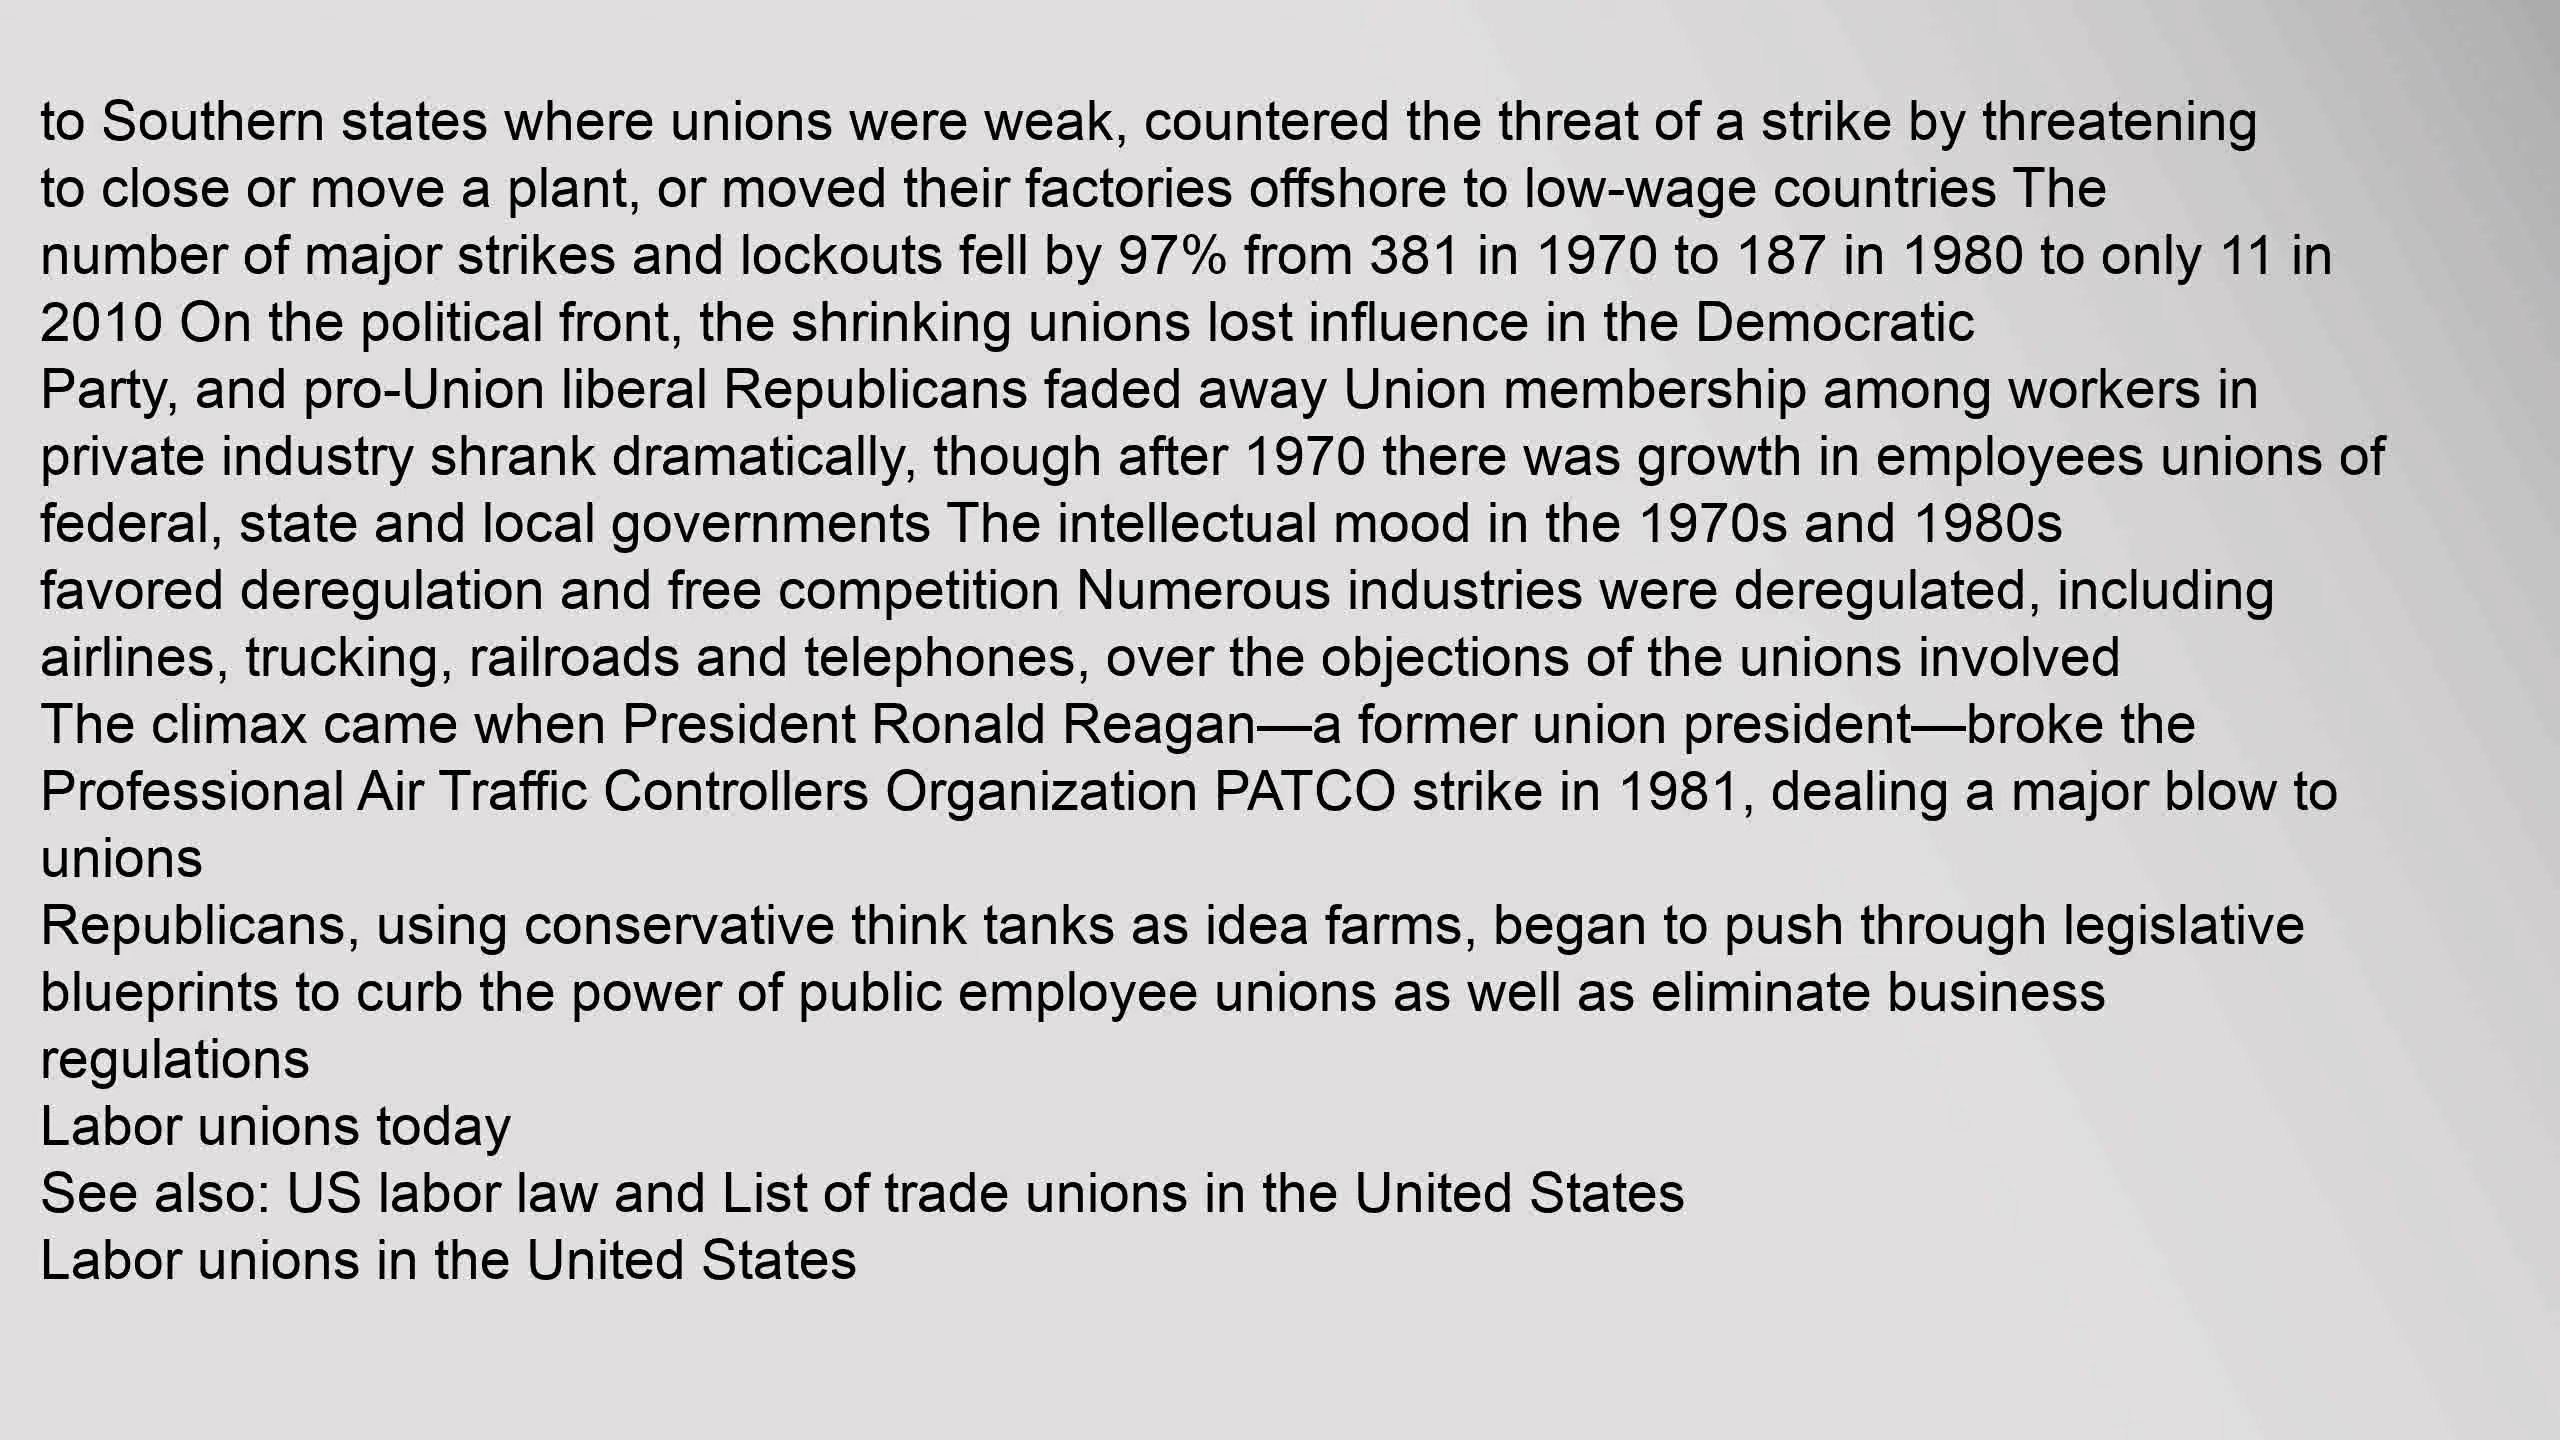 to Southern states where unions were weak, countered the threat of a strike by threatening
to close or move a plant, or moved their factories offshore to low-wage countries The
number of major strikes and lockouts fell by 97% from 381 in 1970 to 187 in 1980 to only 11 in
2010 On the political front, the shrinking unions lost influence in the Democratic
Party, and pro-Union liberal Republicans faded away Union membership among workers in
private industry shrank dramatically, though after 1970 there was growth in employees unions of
federal, state and local governments The intellectual mood in the 1970s and 1980s
favored deregulation and free competition Numerous industries were deregulated, including
airlines, trucking, railroads and telephones, over the objections of the unions involved
The climax came when President Ronald Reagan—a former union president—broke the
Professional Air Traffic Controllers Organization PATCO strike in 1981, dealing a major blow to
unions
Republicans, using conservative think tanks as idea farms, began to push through legislative
blueprints to curb the power of public employee unions as well as eliminate business
regulations
Labor unions today
See also: US labor law and List of trade unions in the United States
Labor unions in the United States